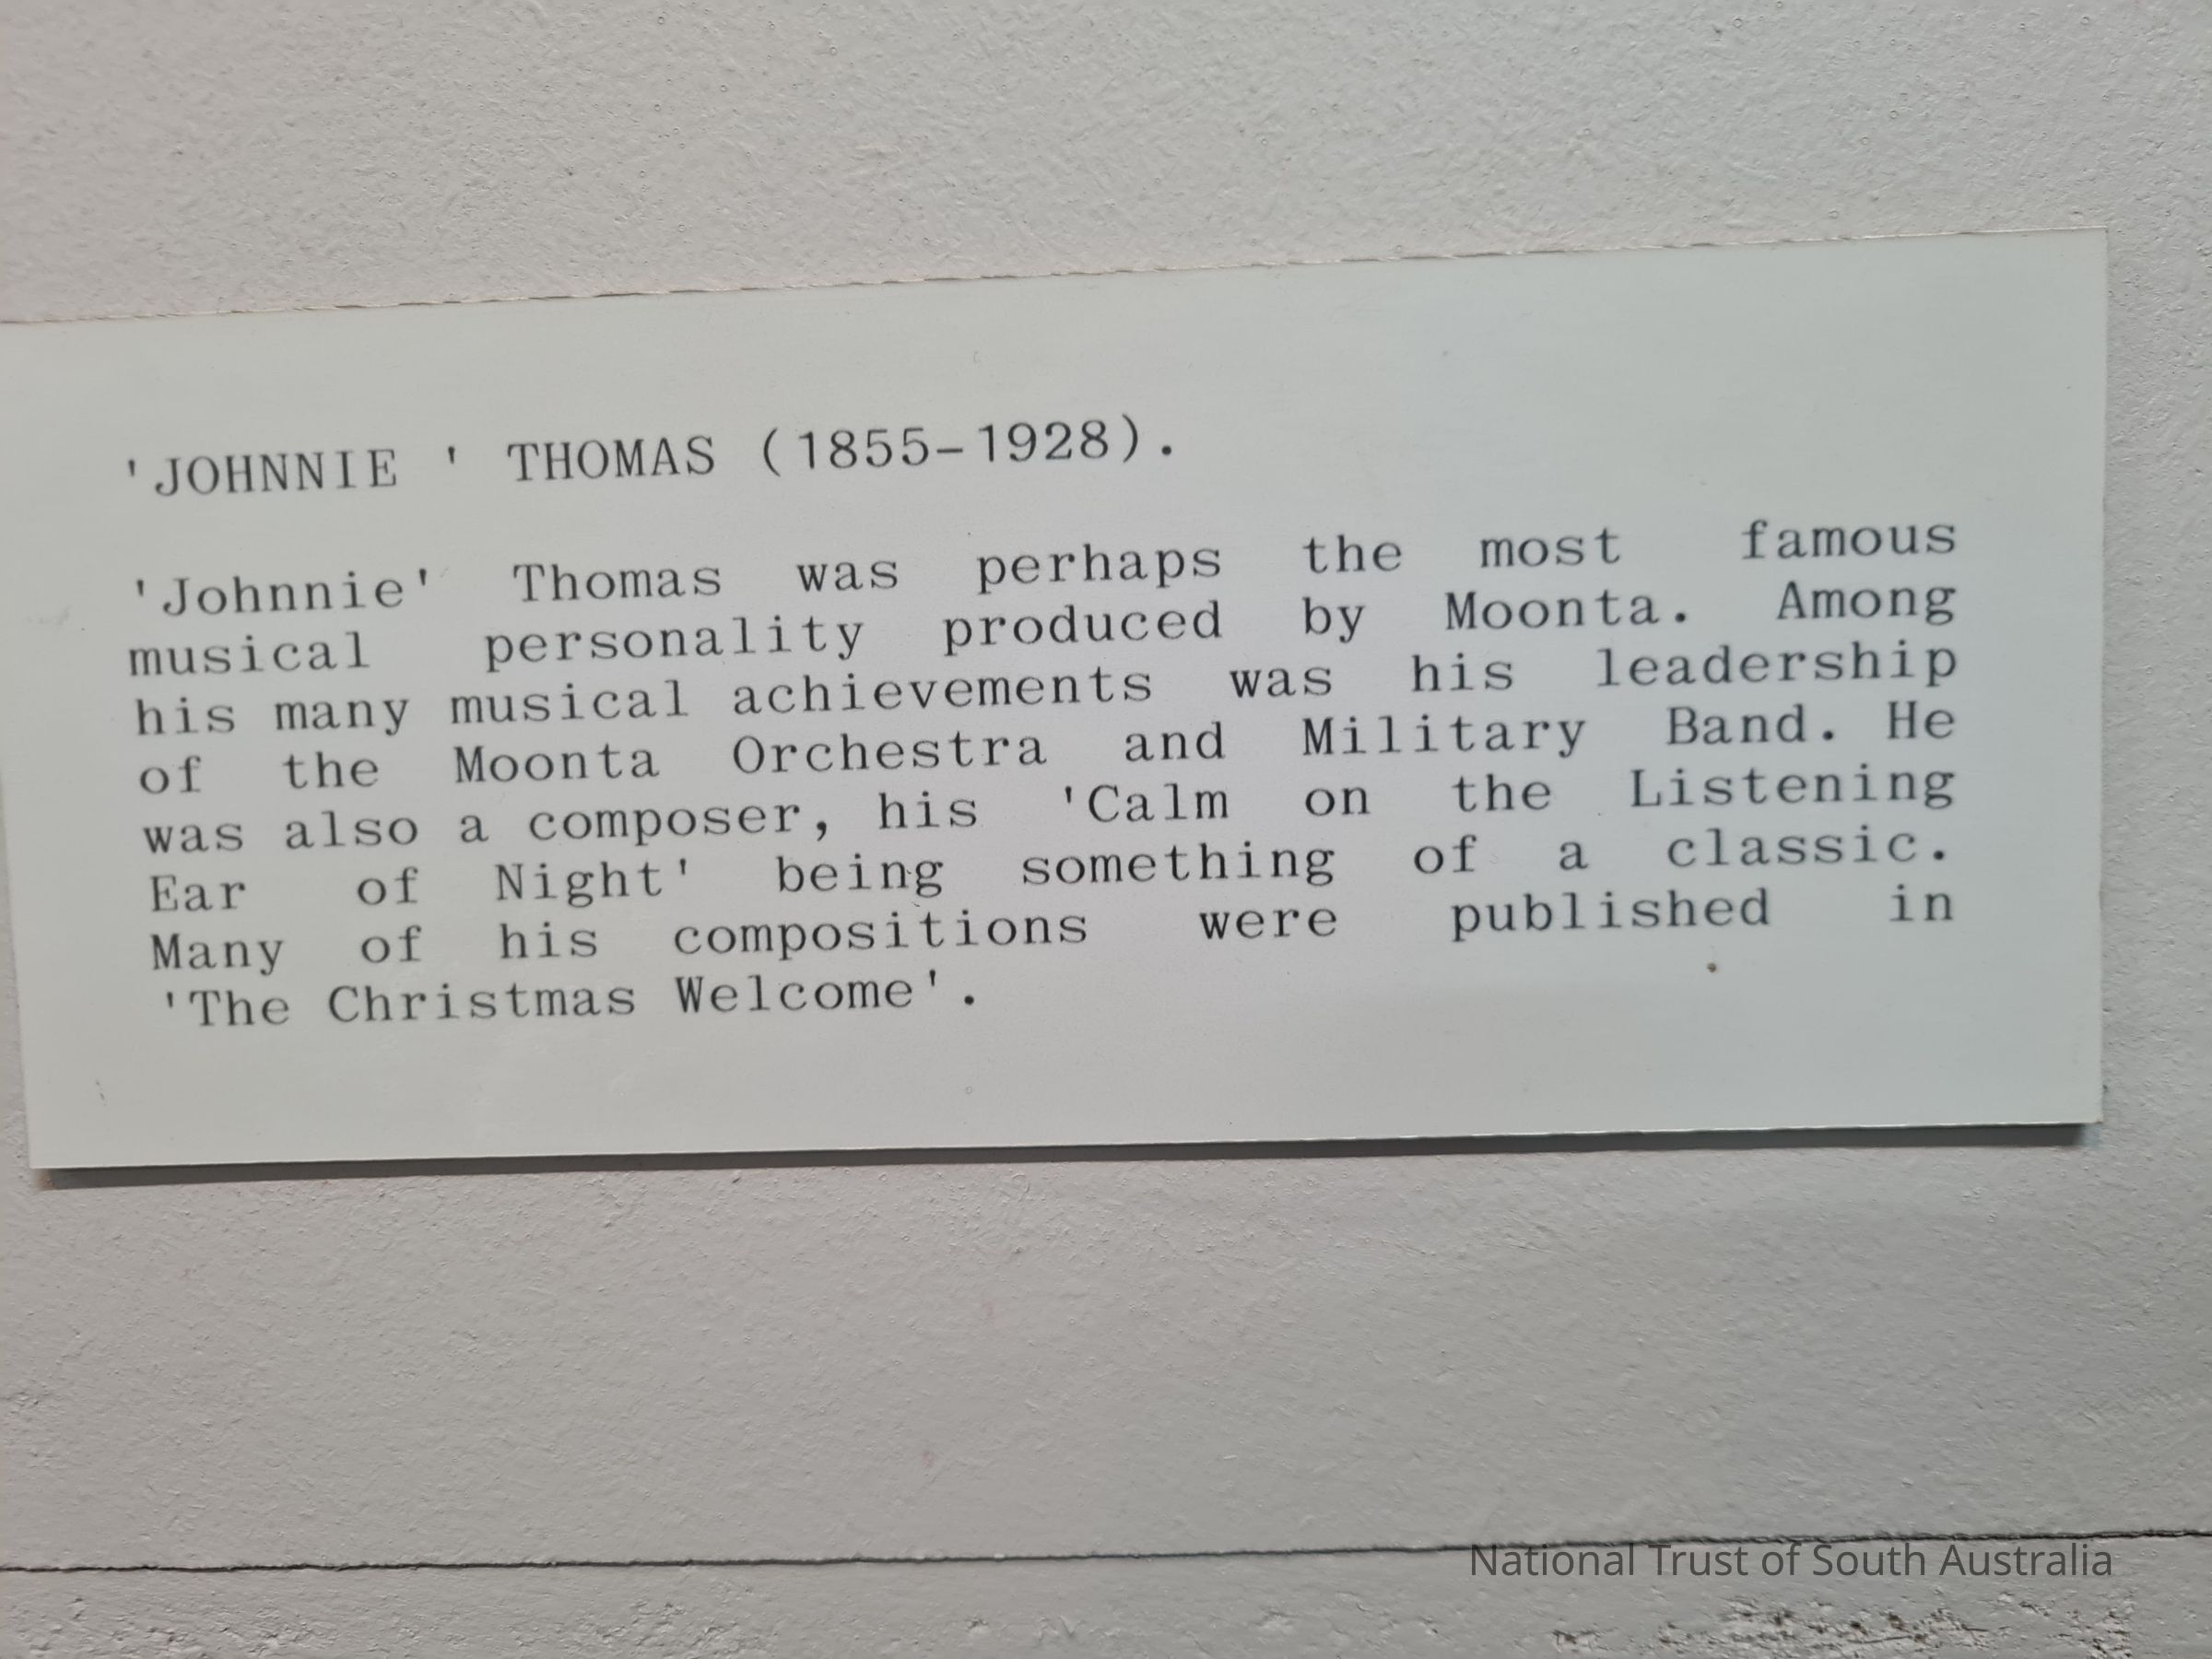 'JOHNNIE ' THOMAS (1855-1928).
'Johnnie' Thomas was perhaps the most famous
musical personality produced by Moonta. Among
his many musical achievements was his leadership
of the Moonta Orchestra and Military Band. He
was also a composer, his 'Calm on the Listening
Ear of Night' being something of a classic.
Many of his compositions were published in
'The Christmas Welcome'.
National Trust of South Australia